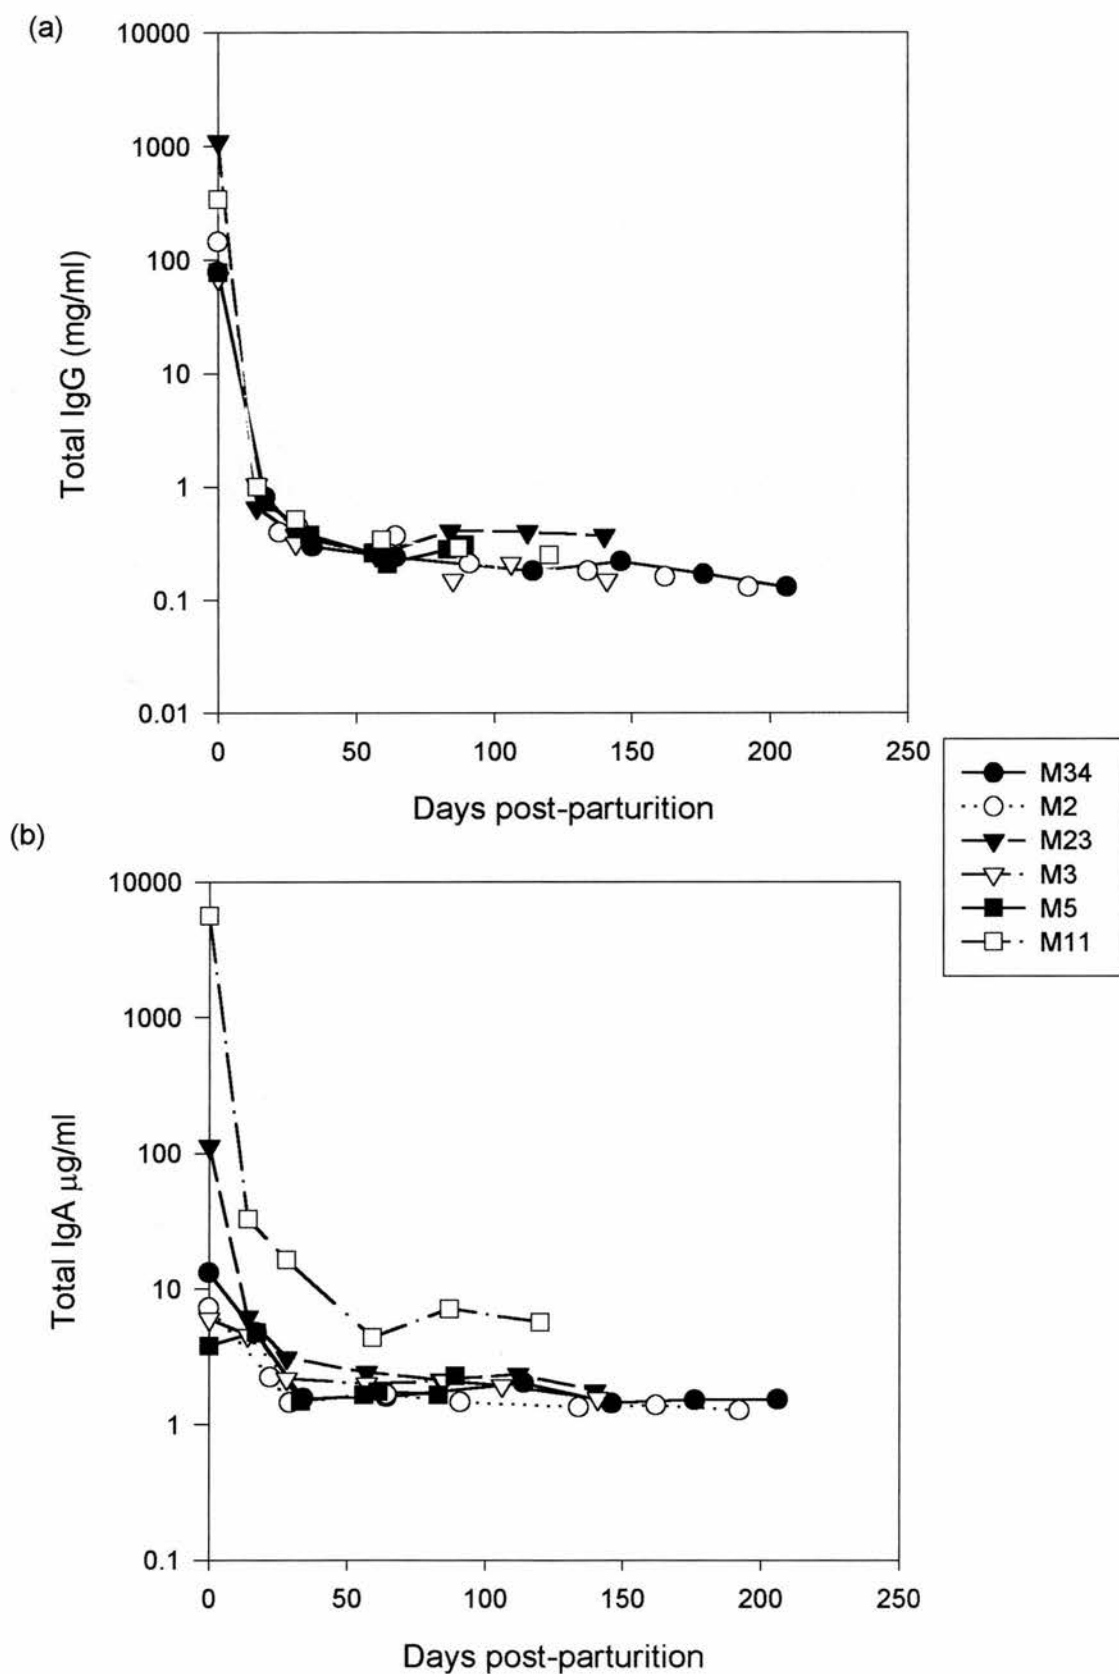 (a)
10000
1000
100
10
1
0.1
0.01
Total IgG (mg/ml)
0 50 100 150 200 250
Days post-parturition
M34
M2
M23
M3
M5
M11
(b)
10000
1000
100
10
1
0.1
Total IgA μg/ml
0 50 100 150 200 250
Days post-parturition